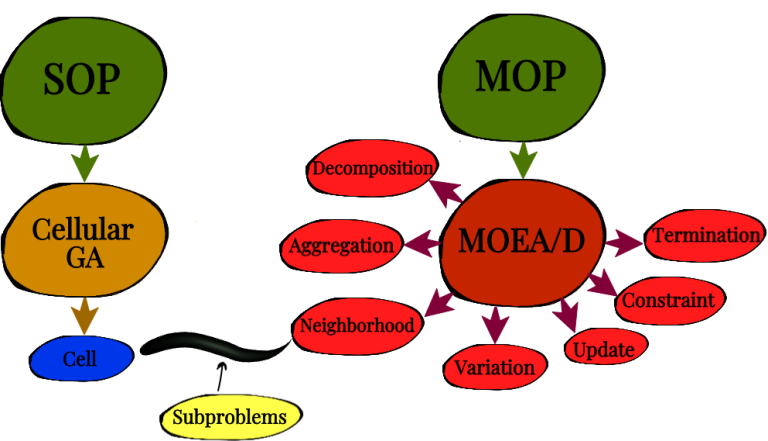 SOP
MOP
Decomposition
Cellular
GA
Aggregation
MOEA/D
Termination
Constraint
Neighborhood
Update
Cell
Variation
Subproblems